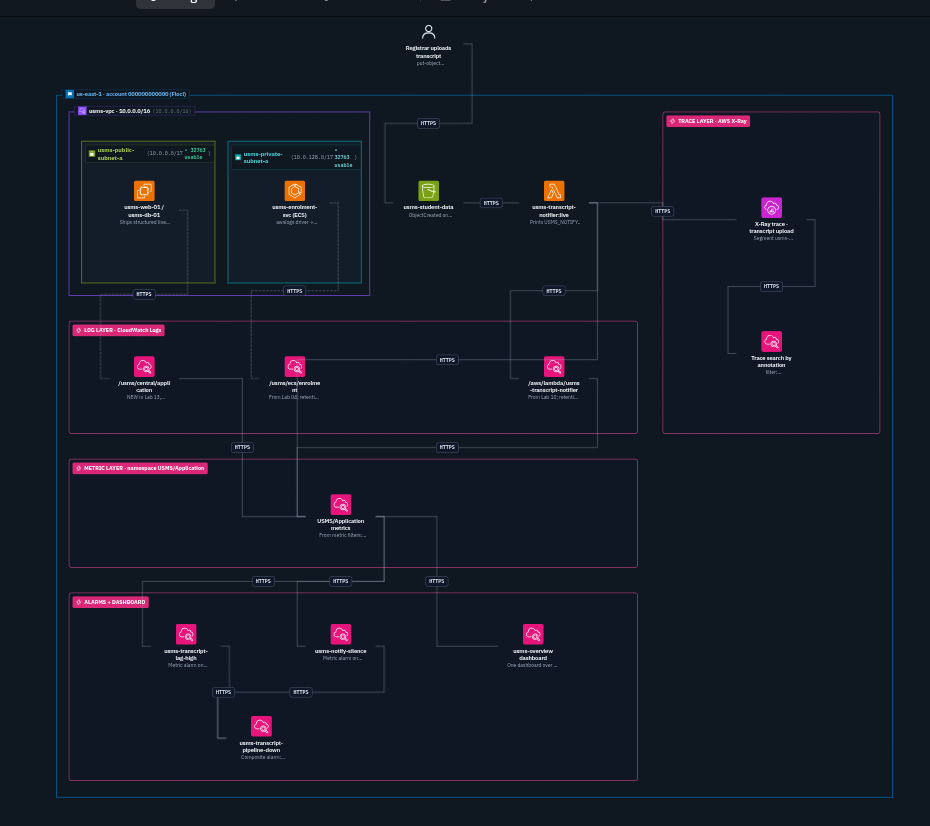 Registrar uploads
transcript
put-object...
us-east-1 - account 000000000000 (Floci)
usms-vpc - 10.0.0.0/16 (10.0.0.0/16)
TRACE LAYER - AWS X-Ray
HTTPS
usms-public-
subnet-a
(10.0.0.0/17
• 32763
usable
)
usms-private-
subnet-a
(10.0.128.0/17
• 32763
usable
)
usms-web-01 /
usms-db-01
Ships structured live...
usms-enrolment-
svc (ECS)
awslogs driver →...
usms-student-data
ObjectCreated on...
HTTPS
usms-transcript-
notifier:live
Prints USMS_NOTIFY...
HTTPS
X-Ray trace -
transcript upload
Segment usms-...
HTTPS
HTTPS
HTTPS
HTTPS
LOG LAYER - CloudWatch Logs
HTTPS
Trace search by
annotation
filter:...
/usms/central/appli
cation
NEW in Lab 13,...
/usms/ecs/enrolme
nt
From Lab 08; retenti...
/aws/lambda/usms
-transcript-notifier
From Lab 10; retenti...
HTTPS
HTTPS
METRIC LAYER - namespace USMS/Application
USMS/Application
metrics
From metric filters:...
HTTPS
HTTPS
HTTPS
ALARMS + DASHBOARD
usms-transcript-
lag-high
Metric alarm on...
usms-notify-silence
Metric alarm on...
usms-overview
dashboard
One dashboard over ...
HTTPS
HTTPS
usms-transcript-
pipeline-down
Composite alarm:...